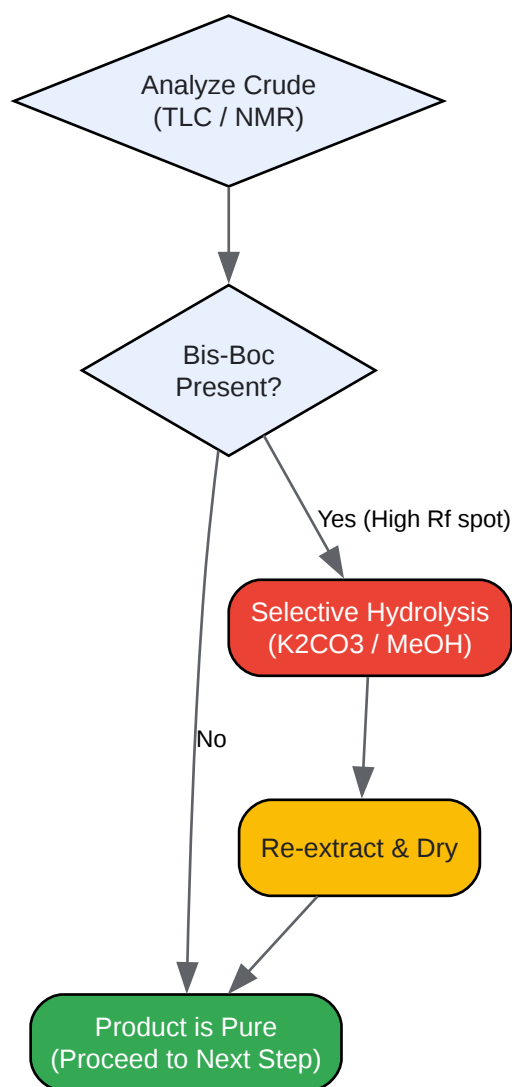 Analyze Crude
(TLC / NMR)
Bis-Boc
Present?
Yes (High Rf spot)
Selective Hydrolysis
(K2CO3 / MeOH)
No
Re-extract & Dry
Product is Pure
(Proceed to Next Step)